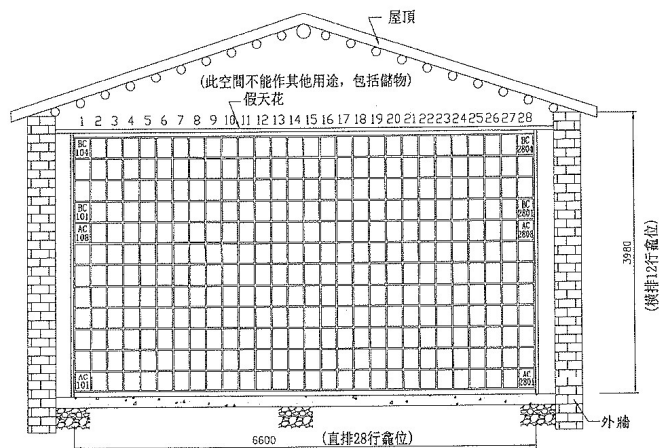 屋頂
(此空間不能作其他用途，包括儲物)
假天花
1 2 3 4 5 6 7 8 9 10 11 12 13 14 15 16 17 18 19 20 21 22 23 24 25 26 27 28
BC
104
BC
2804
BC
101
BC
2801
AC
108
AC
2808
3980
(橫排12行龕位)
AC
101
AC
2801
外牆
6600
(直排28行龕位)